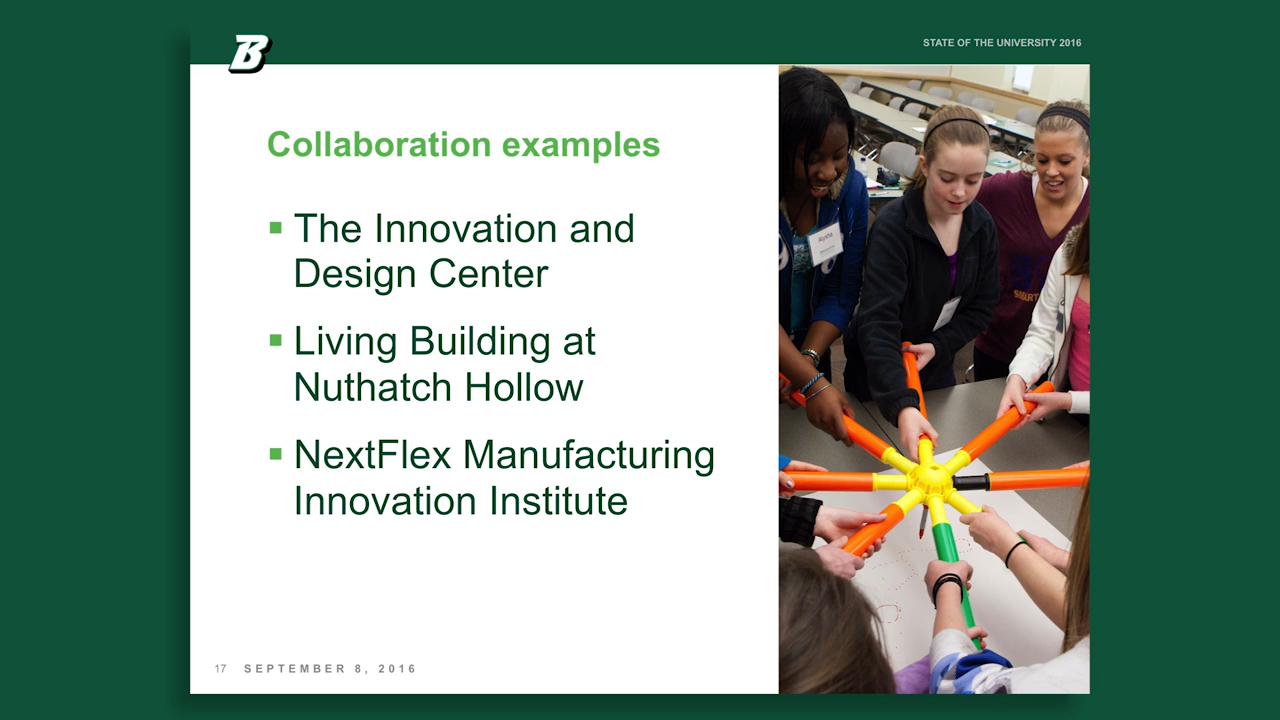 B
STATE OF THE UNIVERSITY 2016
Collaboration examples
▪ The Innovation and
Design Center
▪ Living Building at
Nuthatch Hollow
▪ NextFlex Manufacturing
Innovation Institute
Alysha
17 SEPTEMBER 8, 2016